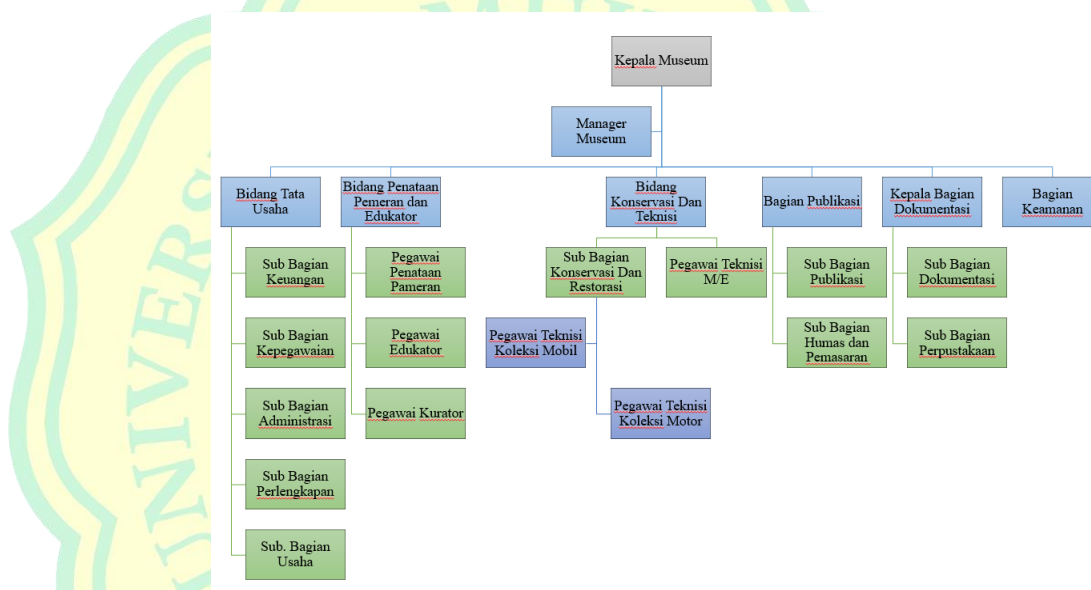 Kepala Museum
Manager
Museum
Bidang Tata
Usaha
Bidang Penataan
Pemeran dan
Edukator
Bidang
Konservasi Dan
Teknisi
Bagian Publikasi
Kepala Bagian
Dokumentasi
Bagian
Keamanan
Sub Bagian
Keuangan
Pegawai
Penataan
Pameran
Sub Bagian
Konservasi Dan
Restorasi
Pegawai Teknisi
M/E
Sub Bagian
Publikasi
Sub Bagian
Dokumentasi
Sub Bagian
Kepegawaian
Pegawai
Edukator
Pegawai Teknisi
Koleksi Mobil
Sub Bagian
Humas dan
Pemasaran
Sub Bagian
Perpustakaan
Sub Bagian
Administrasi
Pegawai Kurator
Pegawai Teknisi
Koleksi Motor
Sub Bagian
Perlengkapan
Sub. Bagian
Usaha
UNIVERS